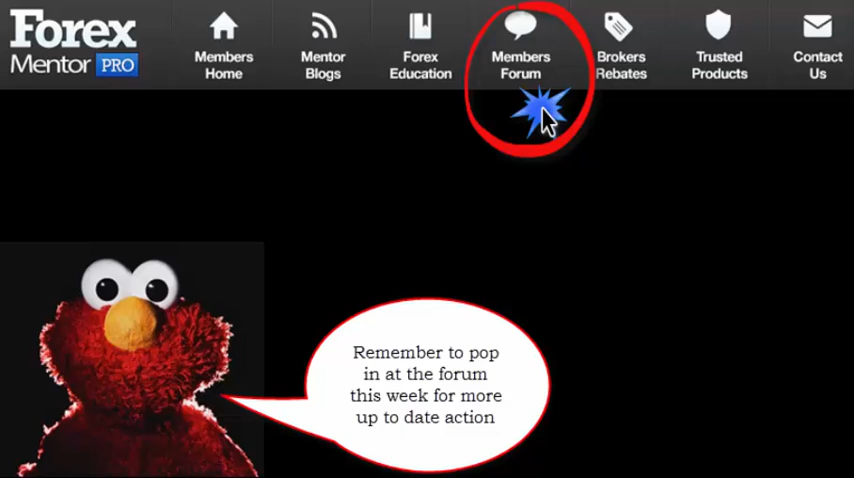 Forex
Mentor PRO
Members
Home
Mentor
Blogs
Forex
Education
Members
Forum
Brokers
Rebates
Trusted
Products
Contact
Us
Remember to pop
in at the forum
this week for more
up to date action